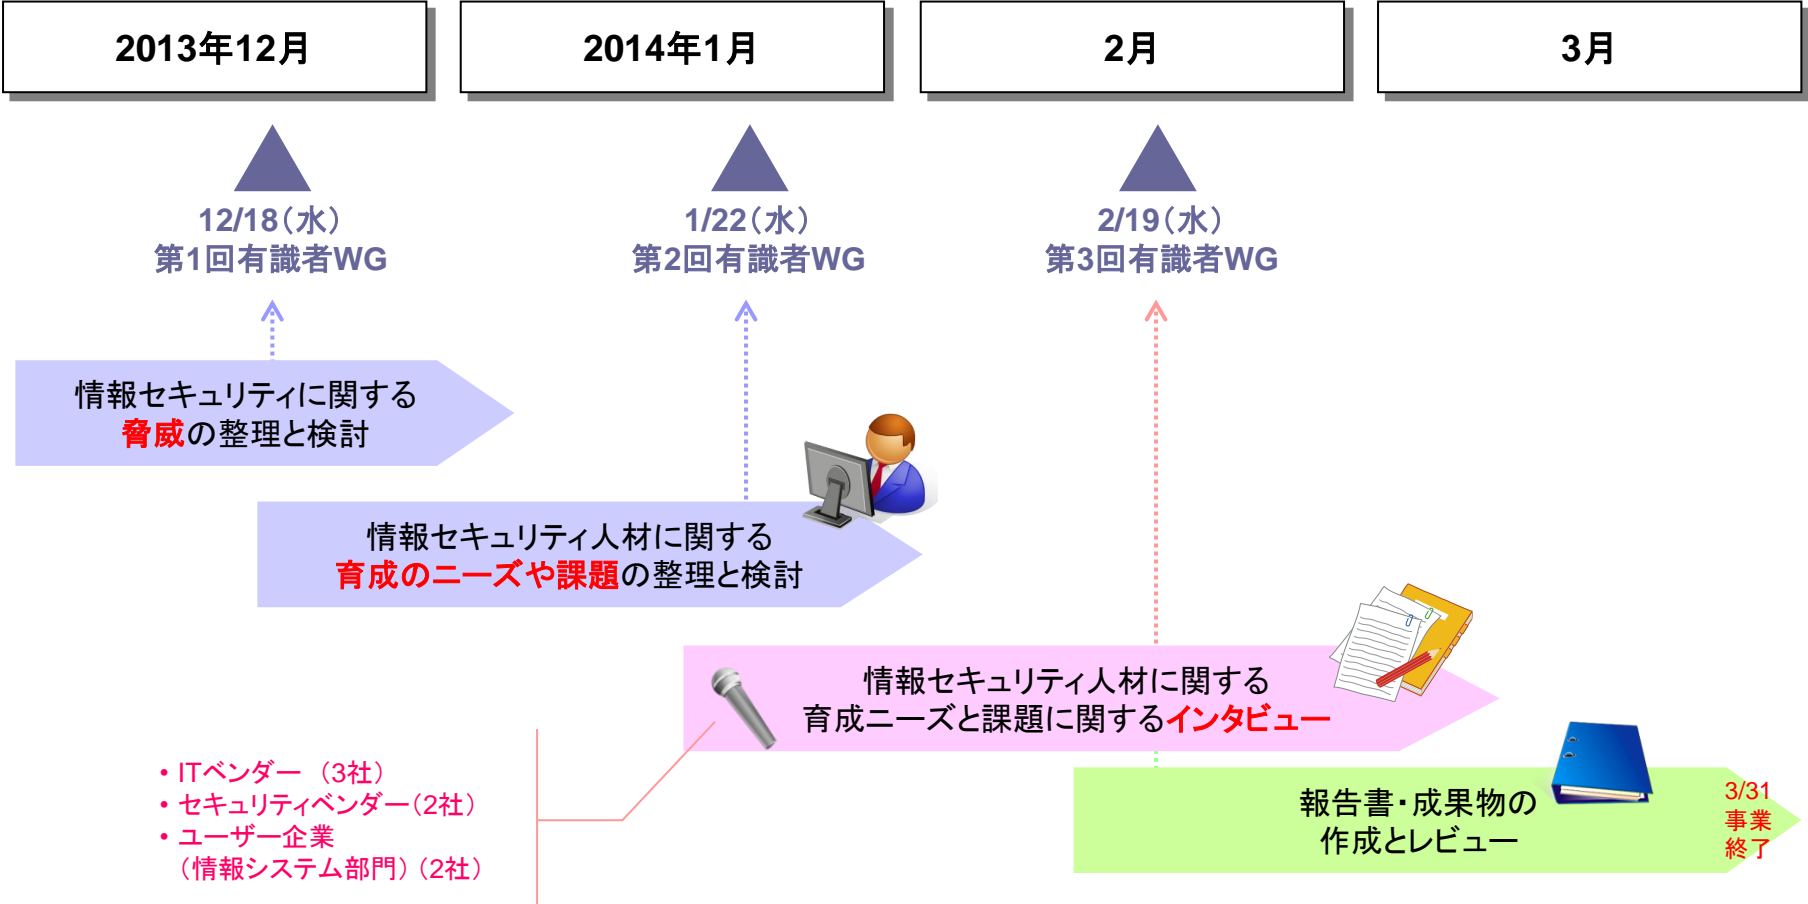 2013年12月
2014年1月
2月
3月
12/18（水）
第1回有識者WG
1/22（水）
第2回有識者WG
2/19（水）
第3回有識者WG
情報セキュリティに関する
脅威の整理と検討
情報セキュリティ人材に関する
育成のニーズや課題の整理と検討
情報セキュリティ人材に関する
育成ニーズと課題に関するインタビュー
• ITベンダー （3社）
• セキュリティベンダー（2社）
• ユーザー企業
（情報システム部門）（2社）
報告書・成果物の
作成とレビュー
3/31
事業
終了